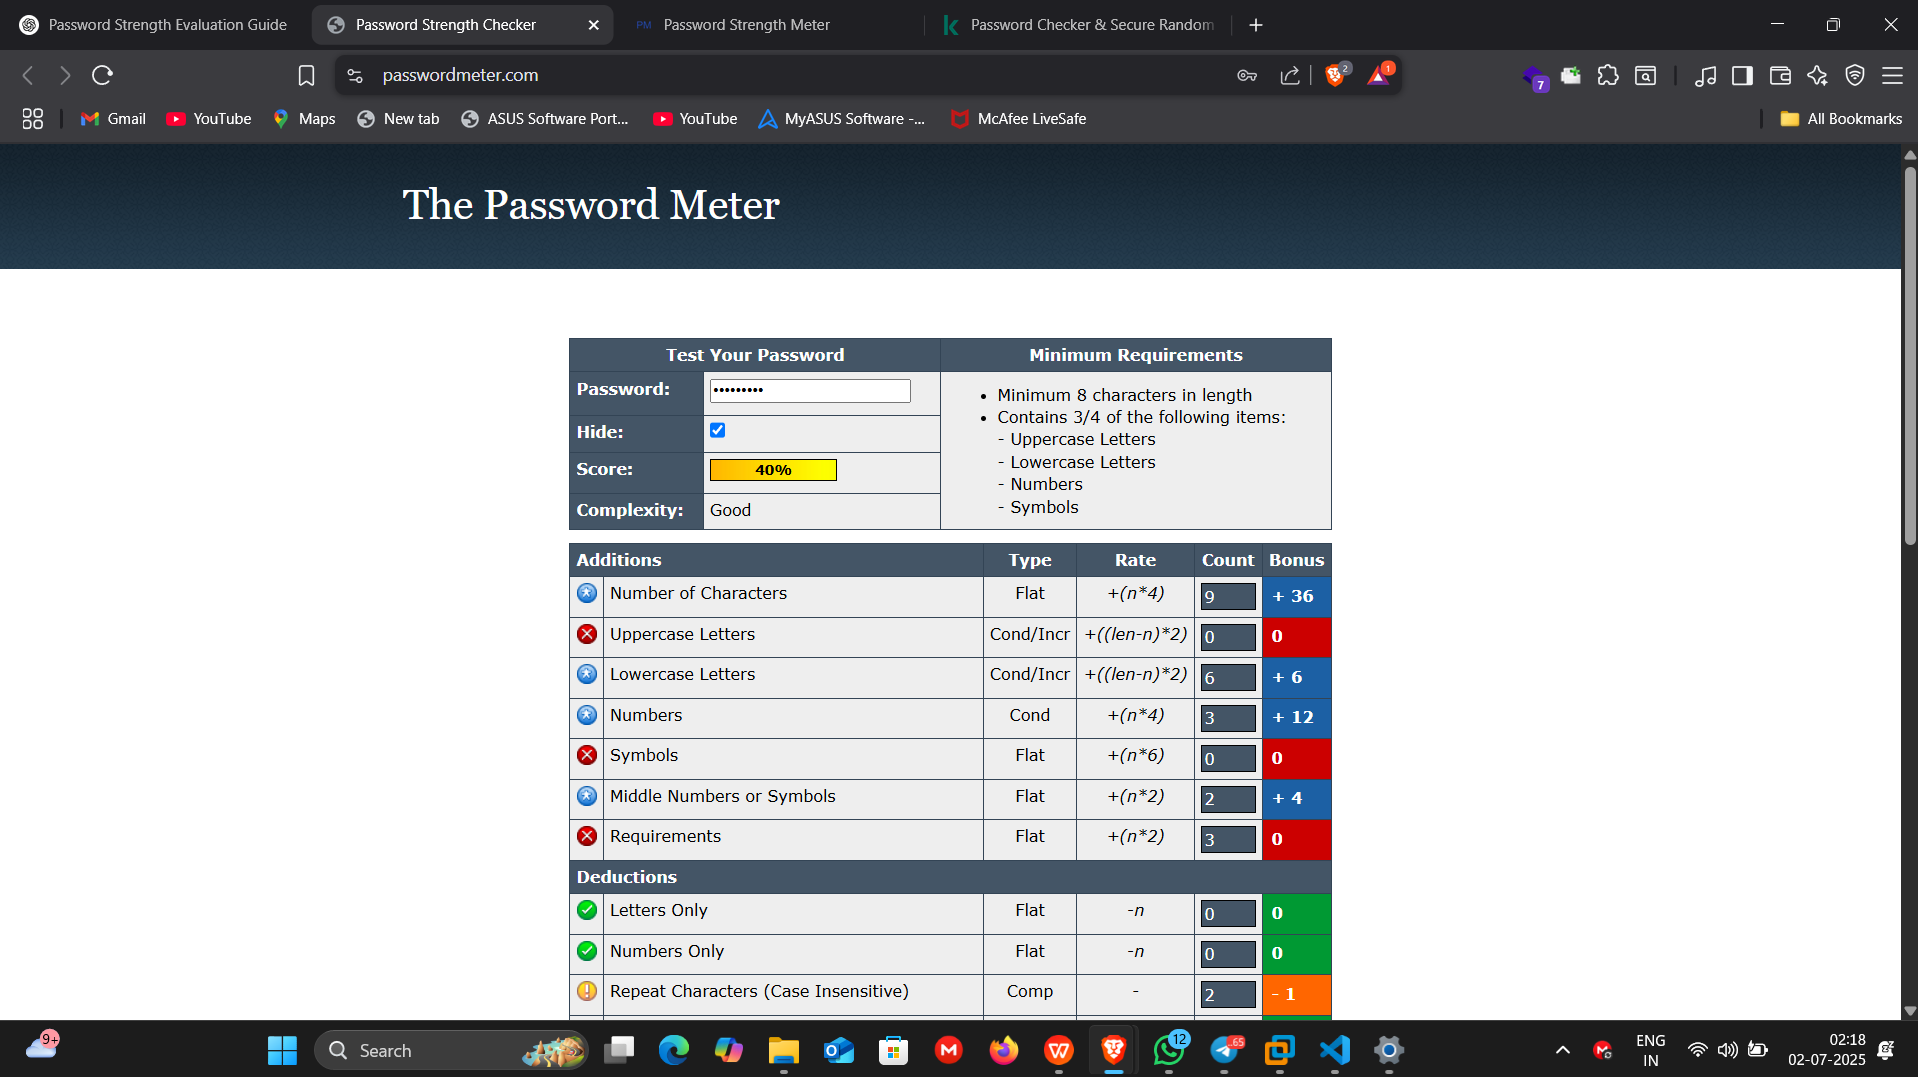 Password Strength Evaluation Guide
Password Strength Checker
PM Password Strength Meter
Password Checker & Secure Random
passwordmeter.com
2
1
7
Gmail
YouTube
Maps
New tab
ASUS Software Port...
YouTube
MyASUS Software -...
McAfee LiveSafe
All Bookmarks
The Password Meter
Test Your Password
Minimum Requirements
Password: •••••••••
Hide:
Score: 40%
Complexity: Good
• Minimum 8 characters in length
• Contains 3/4 of the following items:
- Uppercase Letters
- Lowercase Letters
- Numbers
- Symbols
Additions Type Rate Count Bonus
Number of Characters Flat +(n*4) 9 + 36
Uppercase Letters Cond/Incr +((len-n)*2) 0 0
Lowercase Letters Cond/Incr +((len-n)*2) 6 + 6
Numbers Cond +(n*4) 3 + 12
Symbols Flat +(n*6) 0 0
Middle Numbers or Symbols Flat +(n*2) 2 + 4
Requirements Flat +(n*2) 3 0
Deductions
Letters Only Flat -n 0 0
Numbers Only Flat -n 0 0
Repeat Characters (Case Insensitive) Comp - 2 - 1
9+
Search
12
65
ENG
IN
02:18
02-07-2025